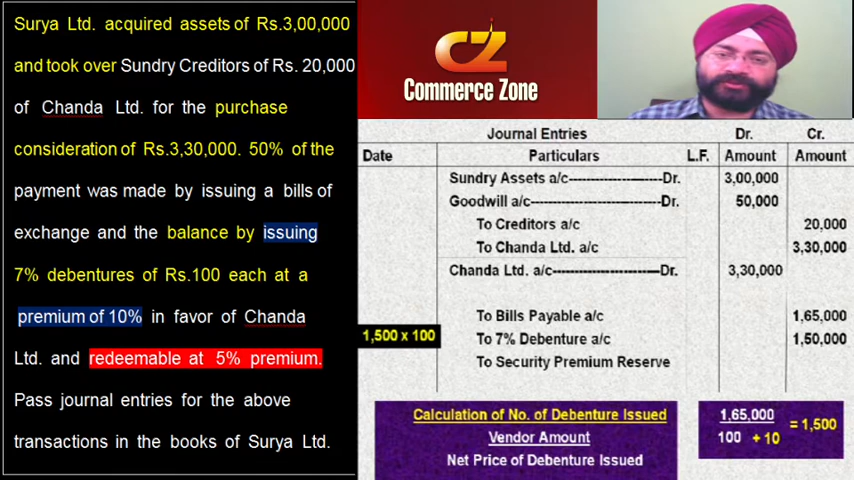 Surya Ltd. acquired assets of Rs.3,00,000
and took over Sundry Creditors of Rs. 20,000
of Chanda Ltd. for the purchase
consideration of Rs.3,30,000. 50% of the
payment was made by issuing a bills of
exchange and the balance by issuing
7% debentures of Rs.100 each at a
premium of 10% in favor of Chanda
Ltd. and redeemable at 5% premium.
Pass journal entries for the above
transactions in the books of Surya Ltd.
CZ
Commerce Zone
Journal Entries Dr. Cr.
Date Particulars L.F. Amount Amount
Sundry Assets a/c--------------------Dr. 3,00,000
Goodwill a/c-------------------------Dr. 50,000
To Creditors a/c 20,000
To Chanda Ltd. a/c 3,30,000
Chanda Ltd. a/c----------------------Dr. 3,30,000
To Bills Payable a/c 1,65,000
1,500 x 100 To 7% Debenture a/c 1,50,000
To Security Premium Reserve
Calculation of No. of Debenture Issued
Vendor Amount
Net Price of Debenture Issued
1,65,000
100 + 10 = 1,500